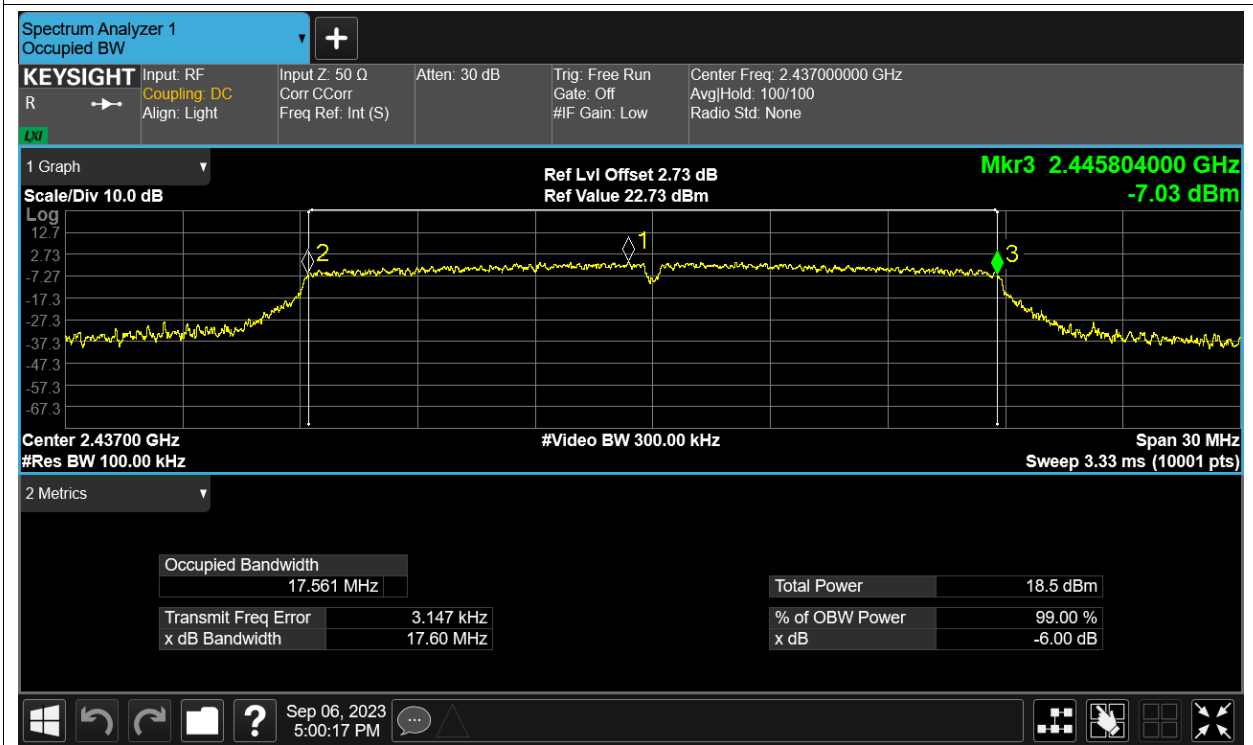 Spectrum Analyzer 1
Occupied BW
KEYSIGHT
R
LXI
Input: RF
Coupling: DC
Align: Light
Input Z: 50 Ω
Corr CCorr
Freq Ref: Int (S)
Atten: 30 dB
Trig: Free Run
Gate: Off
#IF Gain: Low
Center Freq: 2.437000000 GHz
Avg|Hold: 100/100
Radio Std: None
1 Graph
Scale/Div 10.0 dB
Ref Lvl Offset 2.73 dB
Ref Value 22.73 dBm
Mkr3 2.445804000 GHz
-7.03 dBm
Log
12.7
2.73
-7.27
-17.3
-27.3
-37.3
-47.3
-57.3
-67.3
2
1
3
Center 2.43700 GHz
#Video BW 300.00 kHz
Span 30 MHz
#Res BW 100.00 kHz
Sweep 3.33 ms (10001 pts)
2 Metrics
Occupied Bandwidth
17.561 MHz
Transmit Freq Error 3.147 kHz
x dB Bandwidth 17.60 MHz
Total Power 18.5 dBm
% of OBW Power 99.00 %
x dB -6.00 dB
?
Sep 06, 2023
5:00:17 PM